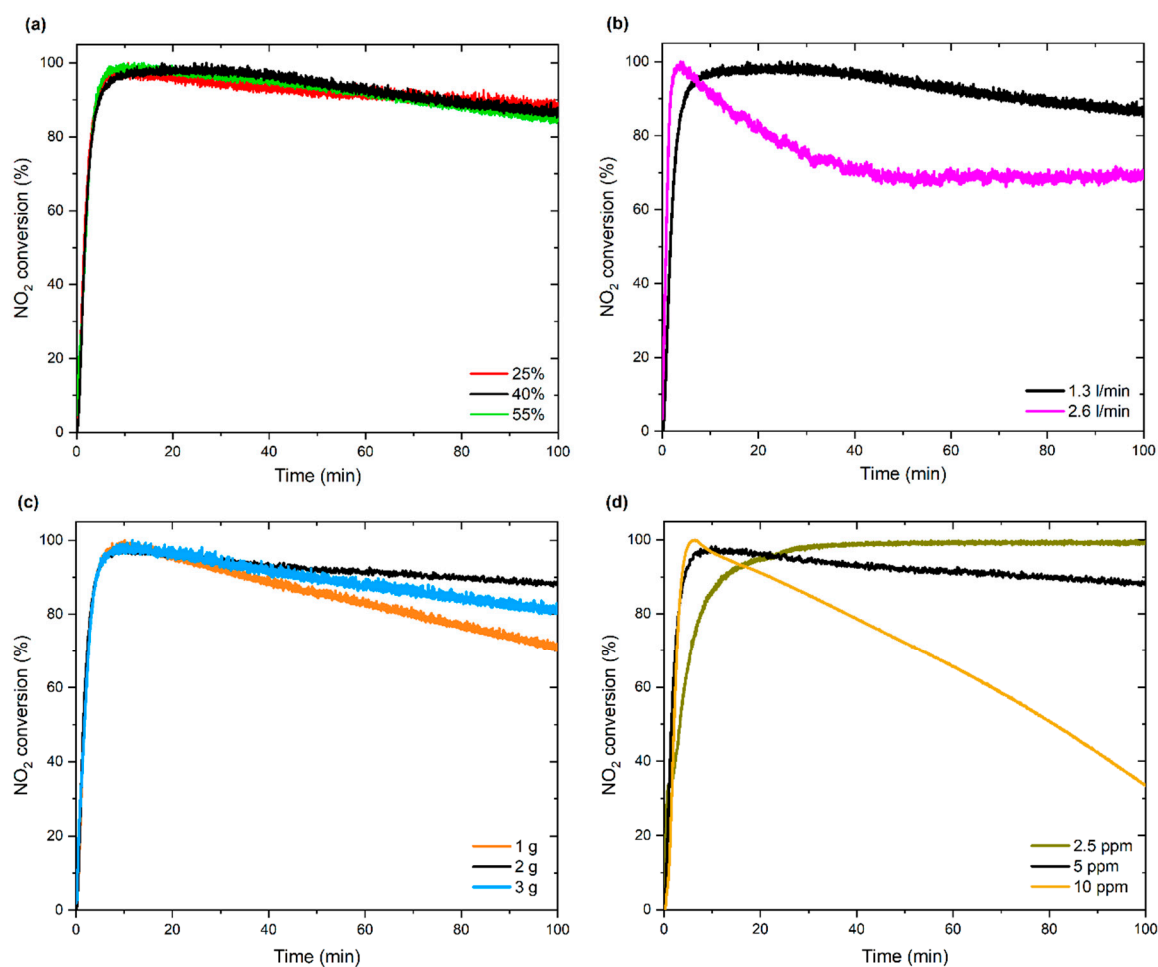 (a)
NO₂ conversion (%)
100
80
60
40
20
0
0 20 40 60 80 100
Time (min)
25%
40%
55%
(b)
NO₂ conversion (%)
100
80
60
40
20
0
0 20 40 60 80 100
Time (min)
1.3 l/min
2.6 l/min
(c)
NO₂ conversion (%)
100
80
60
40
20
0
0 20 40 60 80 100
Time (min)
1 g
2 g
3 g
(d)
NO₂ conversion (%)
100
80
60
40
20
0
0 20 40 60 80 100
Time (min)
2.5 ppm
5 ppm
10 ppm